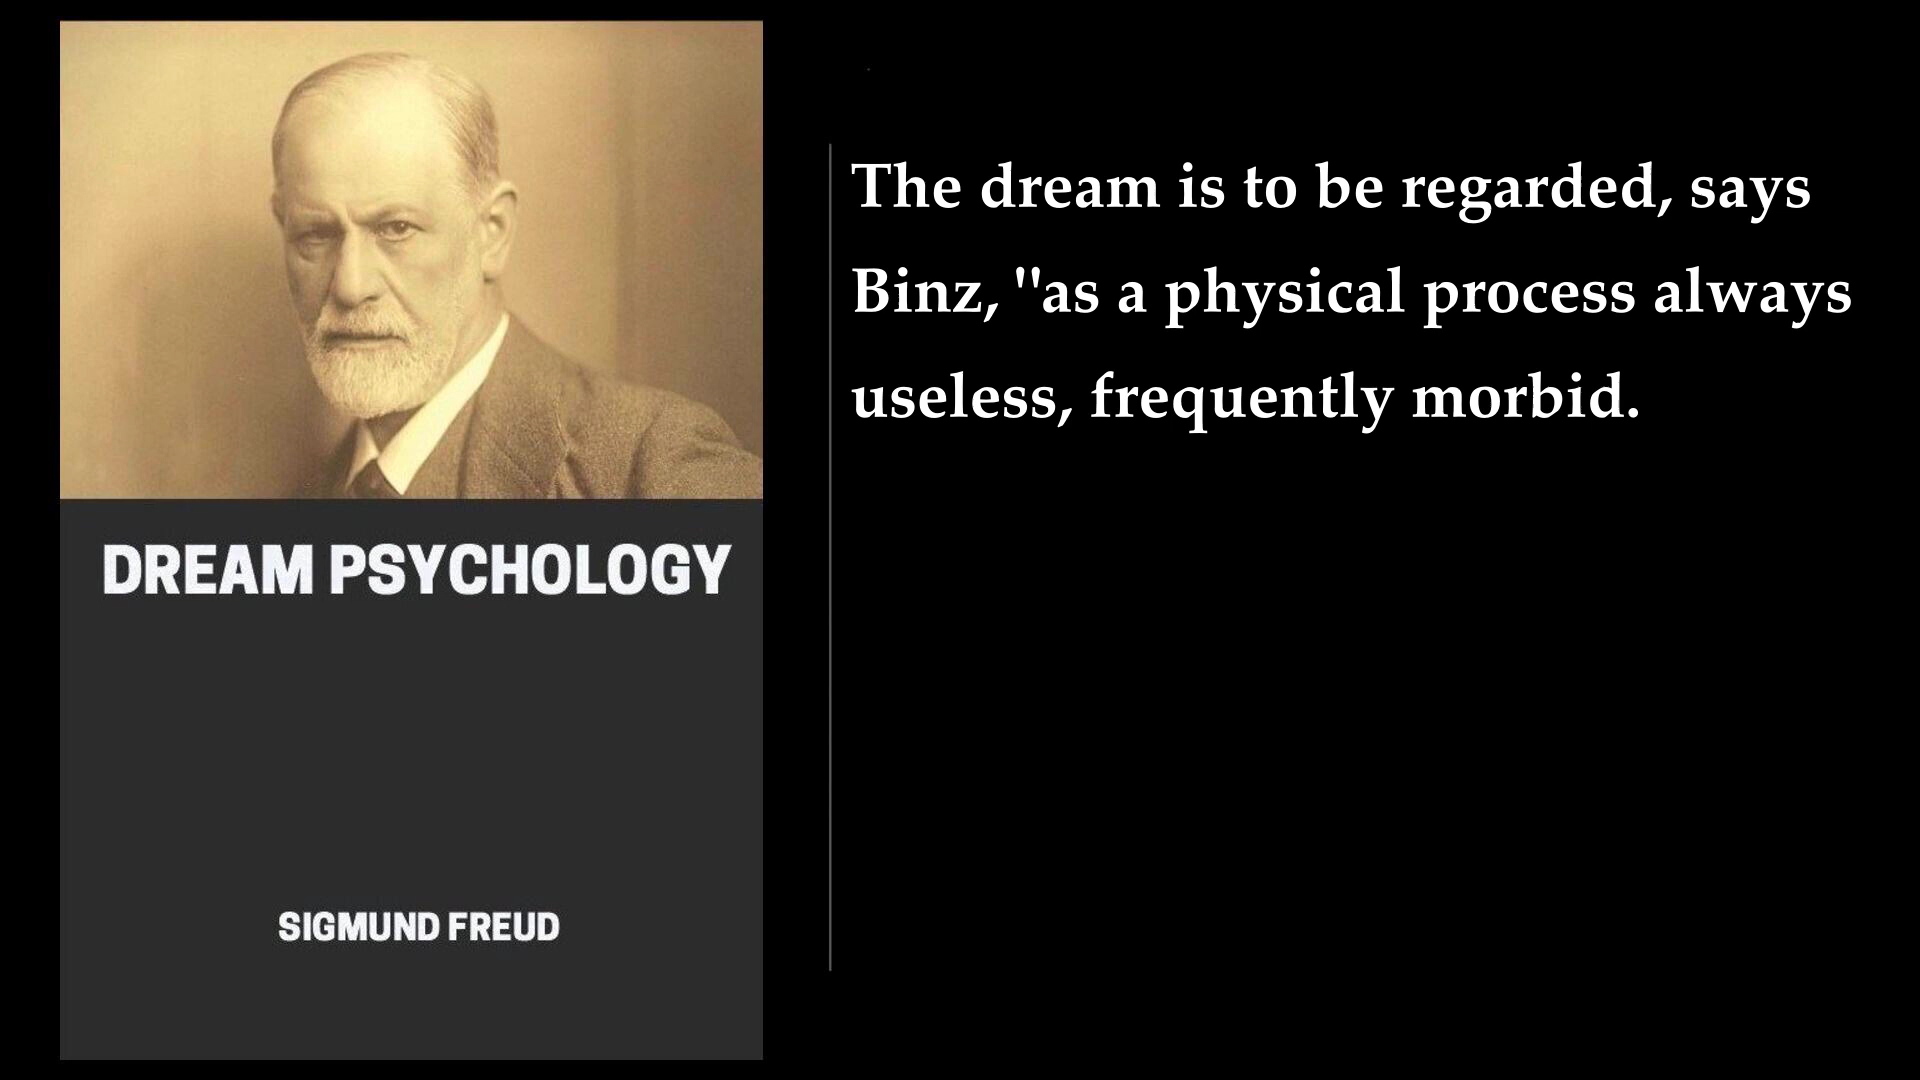 DREAM PSYCHOLOGY
SIGMUND FREUD
The dream is to be regarded, says
Binz, "as a physical process always
useless, frequently morbid.